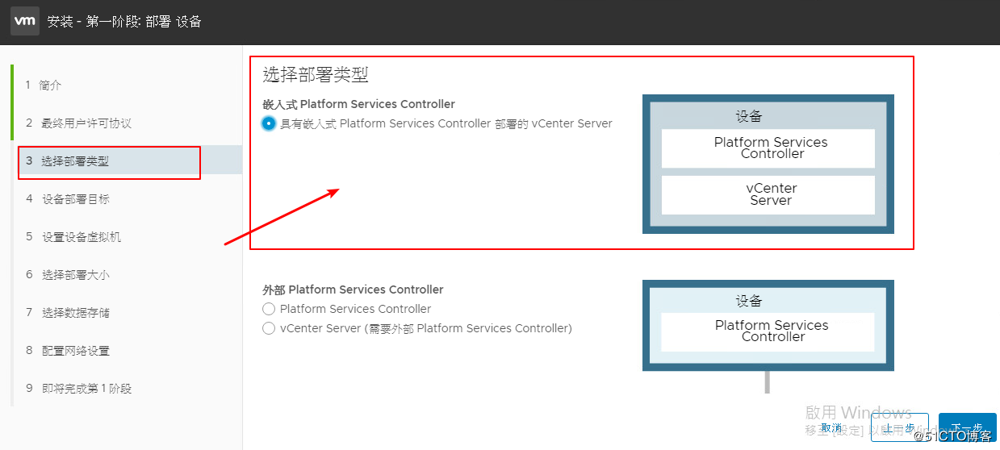 vm 安装 - 第一阶段: 部署 设备
1 简介
2 最终用户许可协议
3 选择部署类型
4 设备部署目标
5 设置设备虚拟机
6 选择部署大小
7 选择数据存储
8 配置网络设置
9 即将完成第 1 阶段
选择部署类型
嵌入式 Platform Services Controller
具有嵌入式 Platform Services Controller 部署的 vCenter Server
设备
Platform Services
Controller
vCenter
Server
外部 Platform Services Controller
Platform Services Controller
vCenter Server (需要外部 Platform Services Controller)
设备
Platform Services
Controller
啟用 Windows
移至 [設定] 以啟用 Windows
取消
上一步
下一步
@51CTO博客